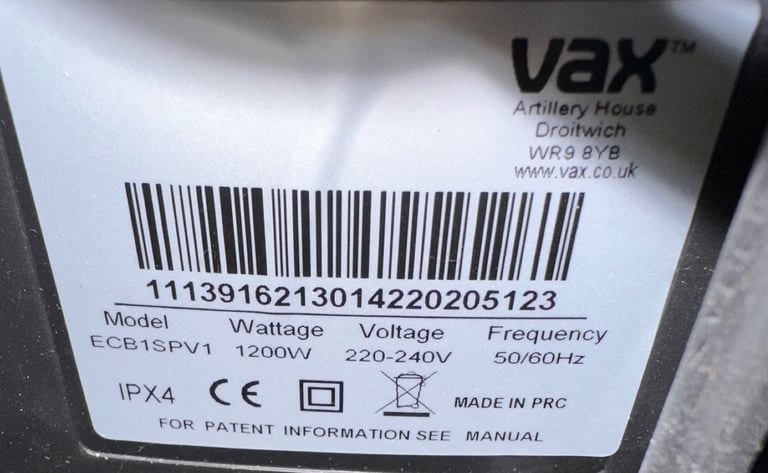 vax™
Artillery House
Droitwich
WR9 8YB
www.vax.co.uk
1113916213014220205123
Model Wattage Voltage Frequency
ECB1SPV1 1200W 220-240V 50/60Hz
IPX4 CE MADE IN PRC
FOR PATENT INFORMATION SEE MANUAL